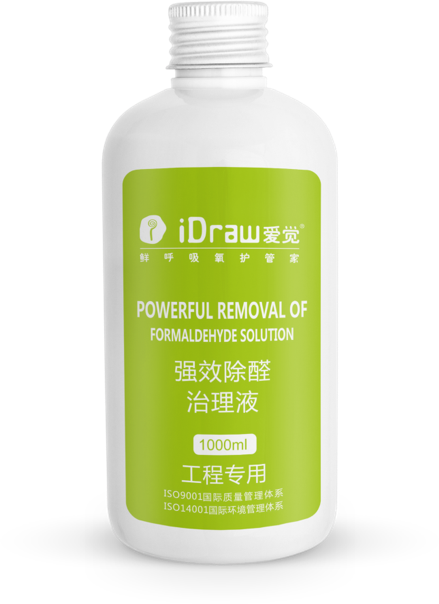 iDraw爱觉®
鲜呼吸氧护管家
POWERFUL REMOVAL OF
FORMALDEHYDE SOLUTION
强效除醛
治理液
1000ml
工程专用
ISO9001国际质量管理体系
ISO14001国际环境管理体系